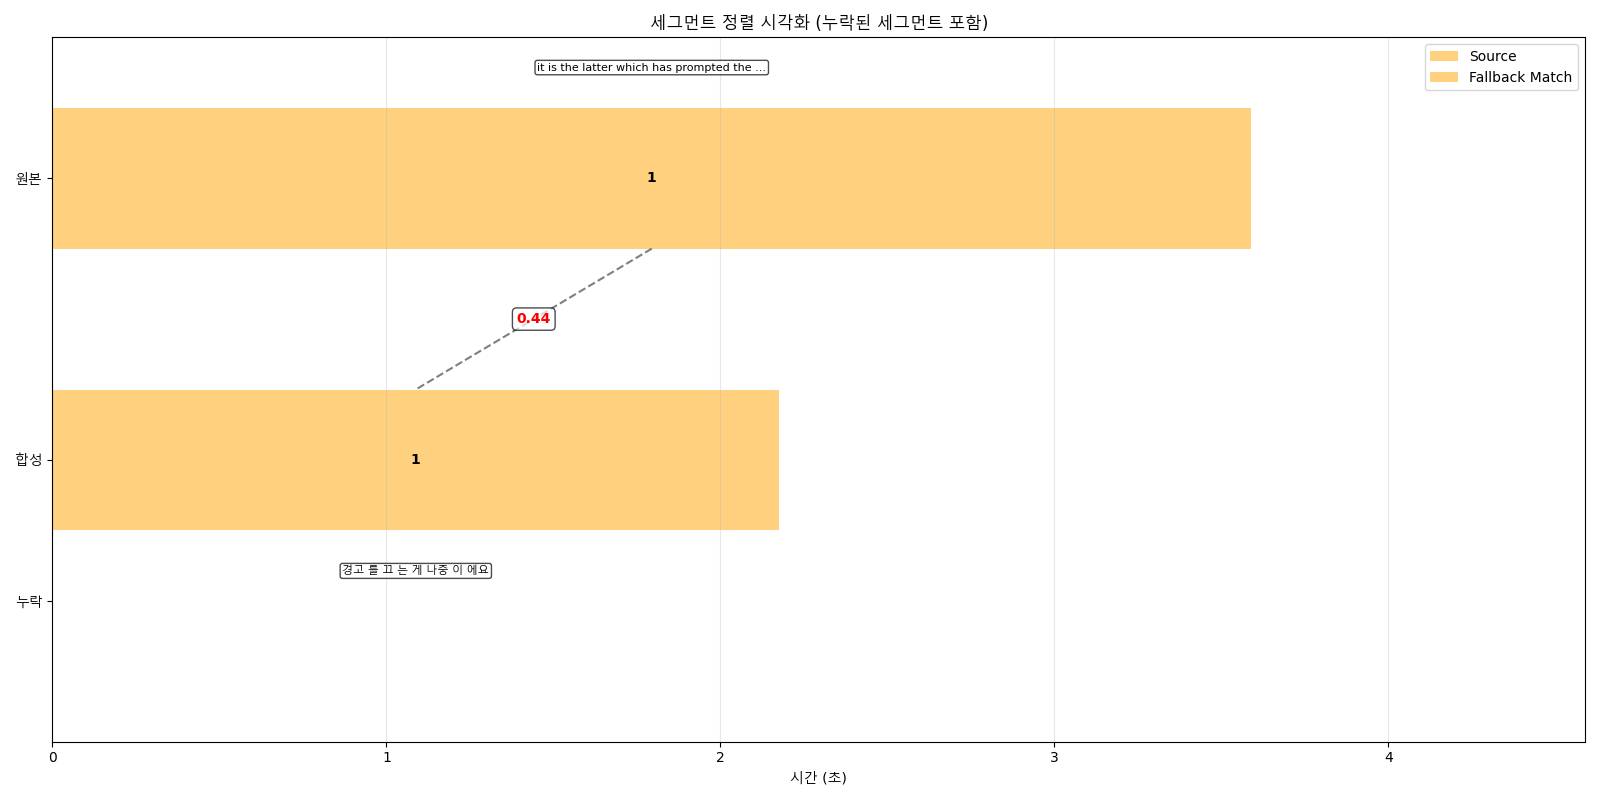 세그먼트 정렬 시각화 (누락된 세그먼트 포함)
it is the latter which has prompted the ...
Source
Fallback Match
원본
1
0.44
합성
1
경고 를 끄 는 게 나중 이 에요
누락
0 1 2 3 4
시간 (초)